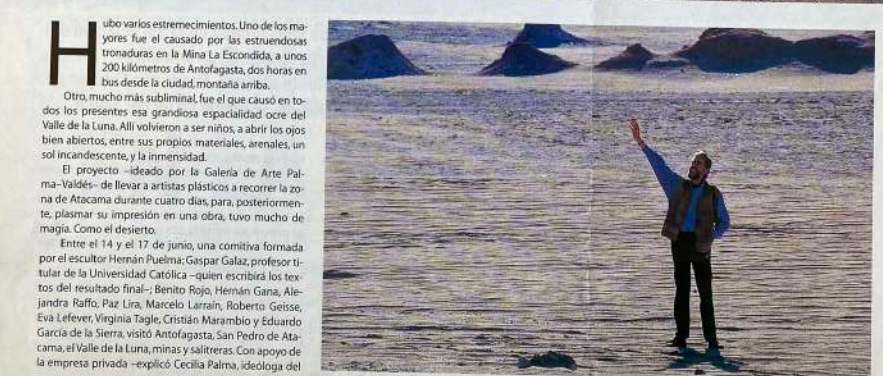 Hubo varios estremecimientos. Uno de los ma-
yores fue el causado por las estruendosas
tronaduras en la Mina La Escondida, a unos
200 kilómetros de Antofagasta, dos horas en
bus desde la ciudad, montaña arriba.
Otro, mucho más subliminal, fue el que causó en to-
dos los presentes esa grandiosa espacialidad ocre del
Valle de la Luna. Allí volvieron a ser niños, a abrir los ojos
bien abiertos, entre sus propios materiales, arenales, un
sol incandescente, y la inmensidad.
El proyecto –ideado por la Galería de Arte Pal-
ma-Valdés– de llevar a artistas plásticos a recorrer la zo-
na de Atacama durante cuatro días, para, posteriormen-
te, plasmar su impresión en una obra, tuvo mucho de
magia. Como el desierto.
Entre el 14 y el 17 de junio, una comitiva formada
por el escultor Hernán Puelma; Gaspar Galaz, profesor ti-
tular de la Universidad Católica –quien escribirá los tex-
tos del resultado final–; Benito Rojo, Hernán Gana, Ale-
jandra Raffo, Paz Lira, Marcelo Larraín, Roberto Geisse,
Eva Lefever, Virginia Tagle, Cristián Marambio y Eduardo
García de la Sierra, visitó Antofagasta, San Pedro de Ata-
cama, el Valle de la Luna, minas y salitreras. Con apoyo de
la empresa privada –explicó Cecilia Palma, ideóloga del